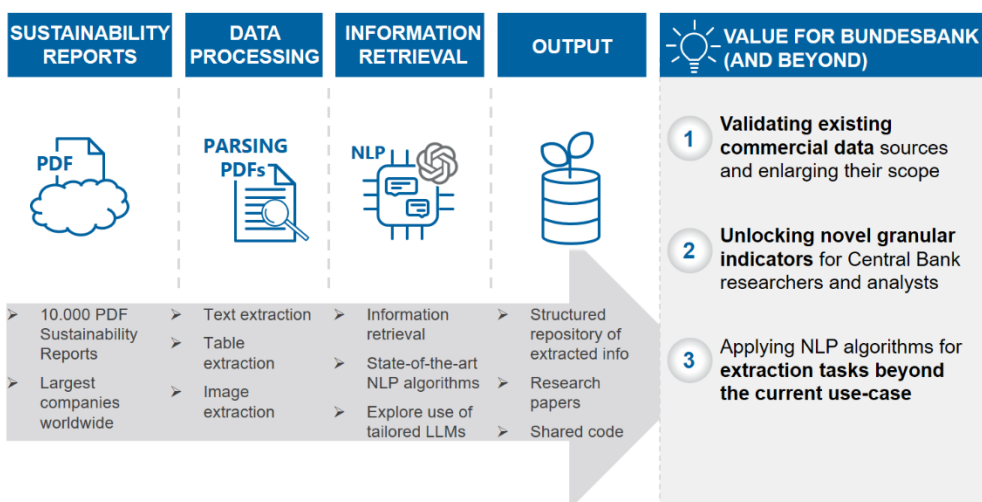 SUSTAINABILITY
REPORTS
DATA
PROCESSING
INFORMATION
RETRIEVAL
OUTPUT
VALUE FOR BUNDESBANK
(AND BEYOND)
PDF
PARSING
PDFs
NLP
➢ 10.000 PDF
Sustainability
Reports
➢ Largest
companies
worldwide
➢ Text extraction
➢ Table
extraction
➢ Image
extraction
➢ Information
retrieval
➢ State-of-the-art
NLP algorithms
➢ Explore use of
tailored LLMs
➢ Structured
repository of
extracted info
➢ Research
papers
➢ Shared code
1 Validating existing
commercial data sources
and enlarging their scope
2 Unlocking novel granular
indicators for Central Bank
researchers and analysts
3 Applying NLP algorithms for
extraction tasks beyond
the current use-case